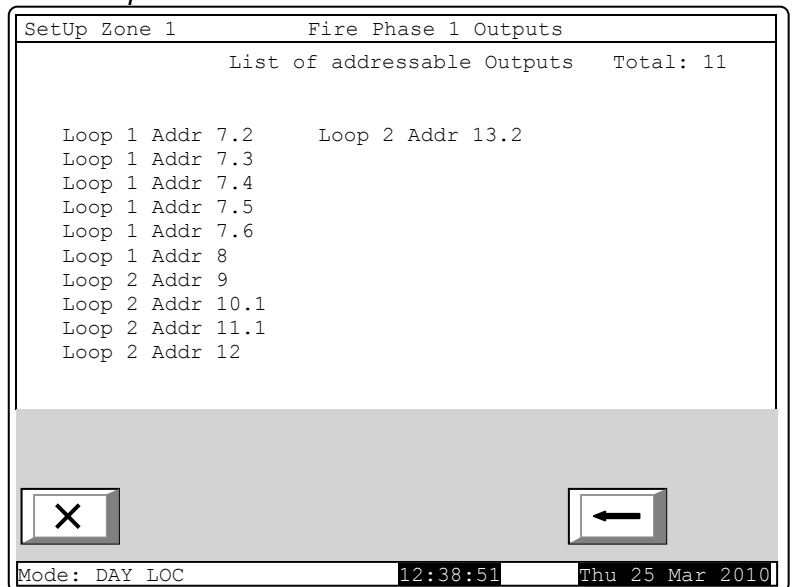 SetUp Zone 1 Fire Phase 1 Outputs
List of addressable Outputs Total: 11
Loop 1 Addr 7.2 Loop 2 Addr 13.2
Loop 1 Addr 7.3
Loop 1 Addr 7.4
Loop 1 Addr 7.5
Loop 1 Addr 7.6
Loop 1 Addr 8
Loop 2 Addr 9
Loop 2 Addr 10.1
Loop 2 Addr 11.1
Loop 2 Addr 12
Mode: DAY LOC 12:38:51 Thu 25 Mar 2010